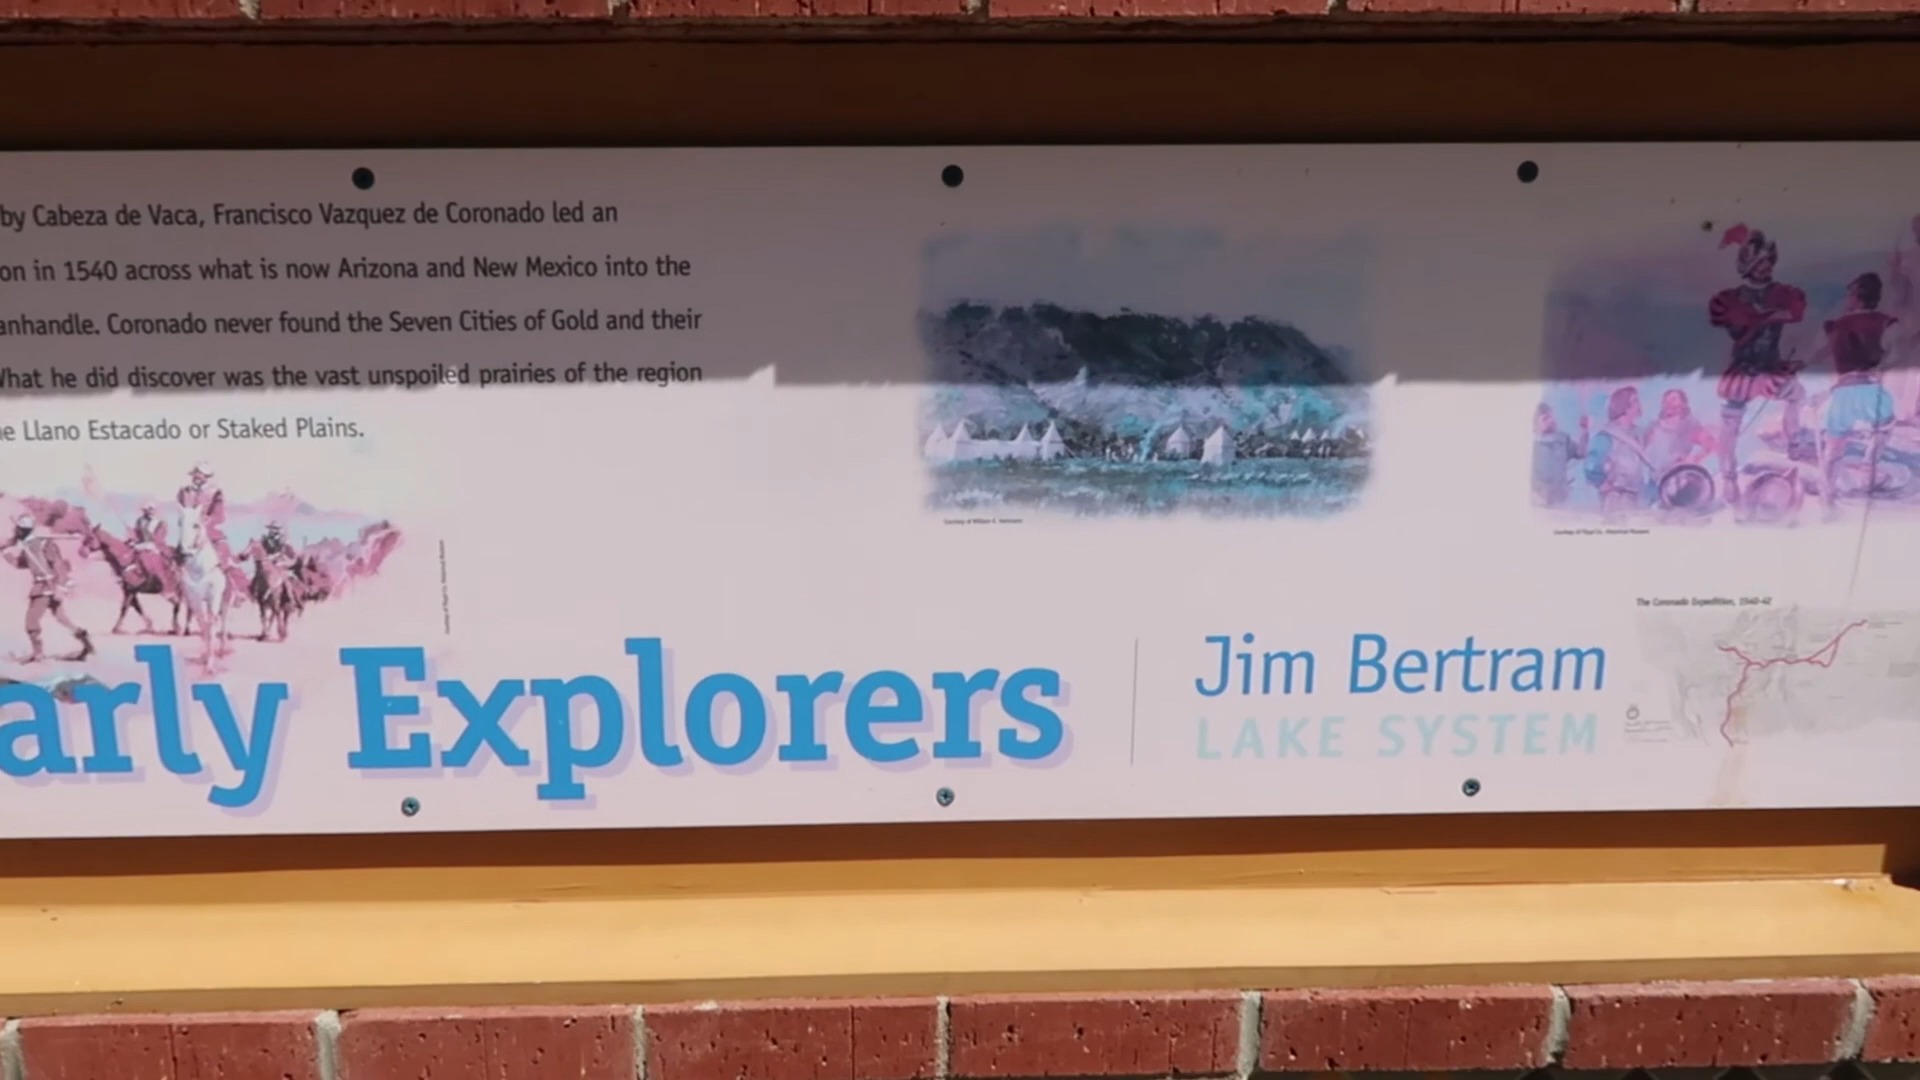 by Cabeza de Vaca, Francisco Vazquez de Coronado led an
on in 1540 across what is now Arizona and New Mexico into the
anhandle. Coronado never found the Seven Cities of Gold and their
What he did discover was the vast unspoiled prairies of the region
e Llano Estacado or Staked Plains.
arly Explorers
Jim Bertram
LAKE SYSTEM
The Coronado Expedition, 1540-42